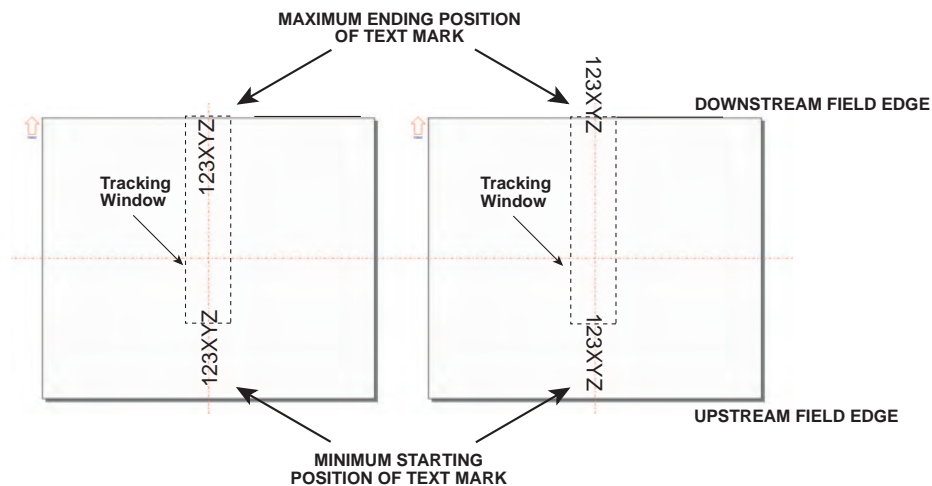 MAXIMUM ENDING POSITION
OF TEXT MARK
123XYZ
DOWNSTREAM FIELD EDGE
123XYZ
Tracking
Window
Tracking
Window
123XYZ
123XYZ
UPSTREAM FIELD EDGE
MINIMUM STARTING
POSITION OF TEXT MARK